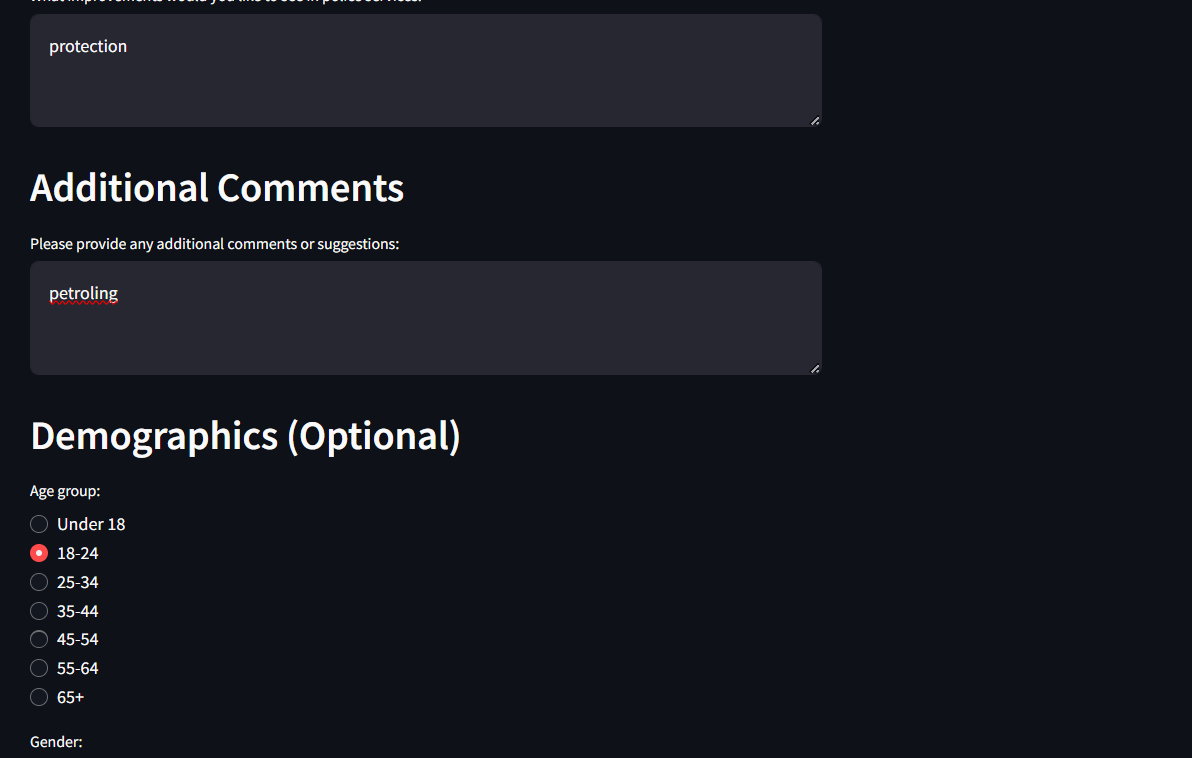 What improvements would you like to see in police services?
protection
Additional Comments
Please provide any additional comments or suggestions:
petroling
Demographics (Optional)
Age group:
Under 18
18-24
25-34
35-44
45-54
55-64
65+
Gender: